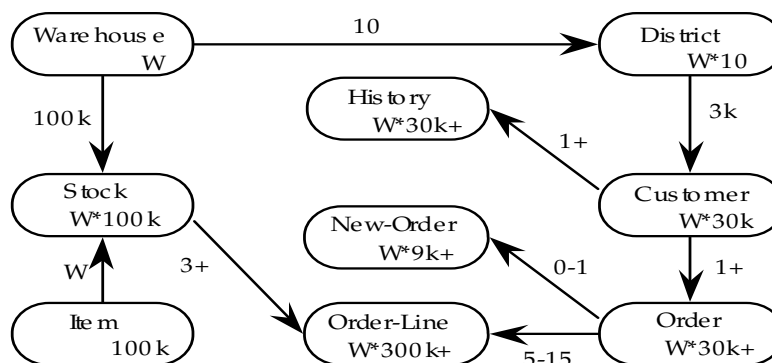 Warehouse
W
10
District
W*10
History
W*30k+
100k
3k
1+
Stock
W*100k
Customer
W*30k
New-Order
W*9k+
W
3+
0-1
1+
Item
100k
Order-Line
W*300k+
5-15
Order
W*30k+